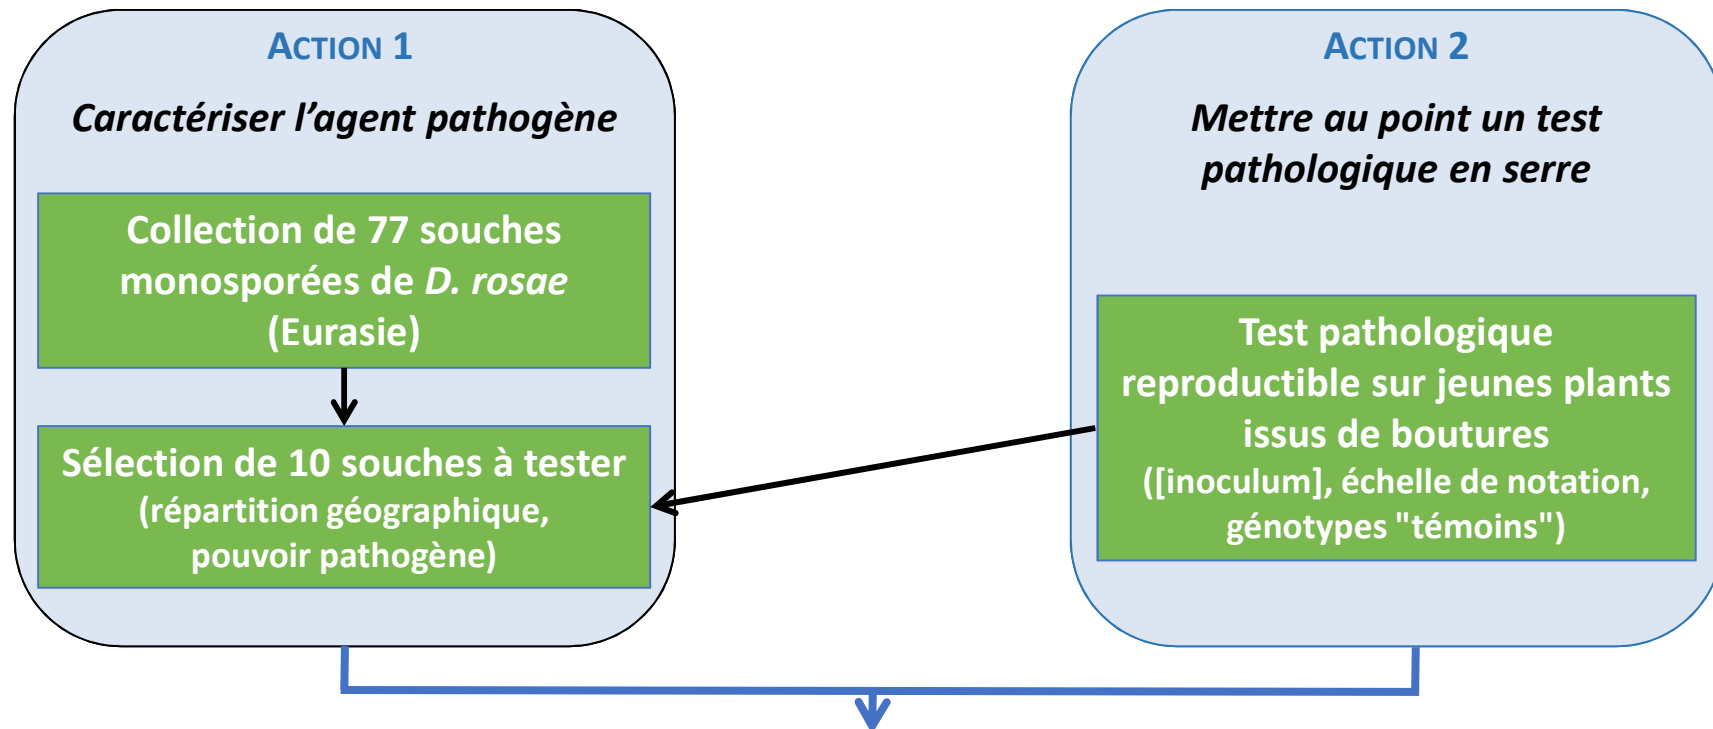 ACTION 1
Caractériser l'agent pathogène
Collection de 77 souches
monosporées de D. rosae
(Eurasie)
Sélection de 10 souches à tester
(répartition géographique,
pouvoir pathogène)
ACTION 2
Mettre au point un test
pathologique en serre
Test pathologique
reproductible sur jeunes plants
issus de boutures
([inoculum], échelle de notation,
génotypes "témoins")